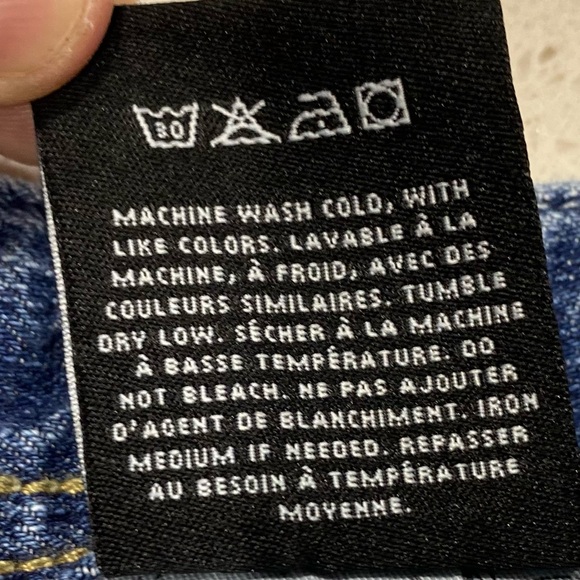 30
MACHINE WASH COLD, WITH
LIKE COLORS. LAVABLE À LA
MACHINE, À FROID, AVEC DES
COULEURS SIMILAIRES. TUMBLE
DRY LOW. SÉCHER À LA MACHINE
À BASSE TEMPÉRATURE. DO
NOT BLEACH. NE PAS AJOUTER
D'AGENT DE BLANCHIMENT. IRON
MEDIUM IF NEEDED. REPASSER
AU BESOIN À TEMPÉRATURE
MOYENNE.